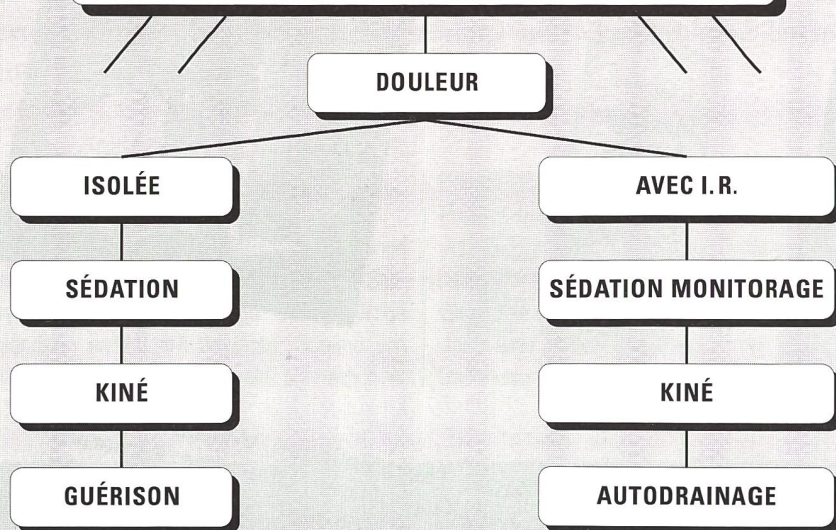 DOULEUR
ISOLÉE
AVEC I.R.
SÉDATION
SÉDATION MONITORAGE
KINÉ
KINÉ
GUÉRISON
AUTODRAINAGE